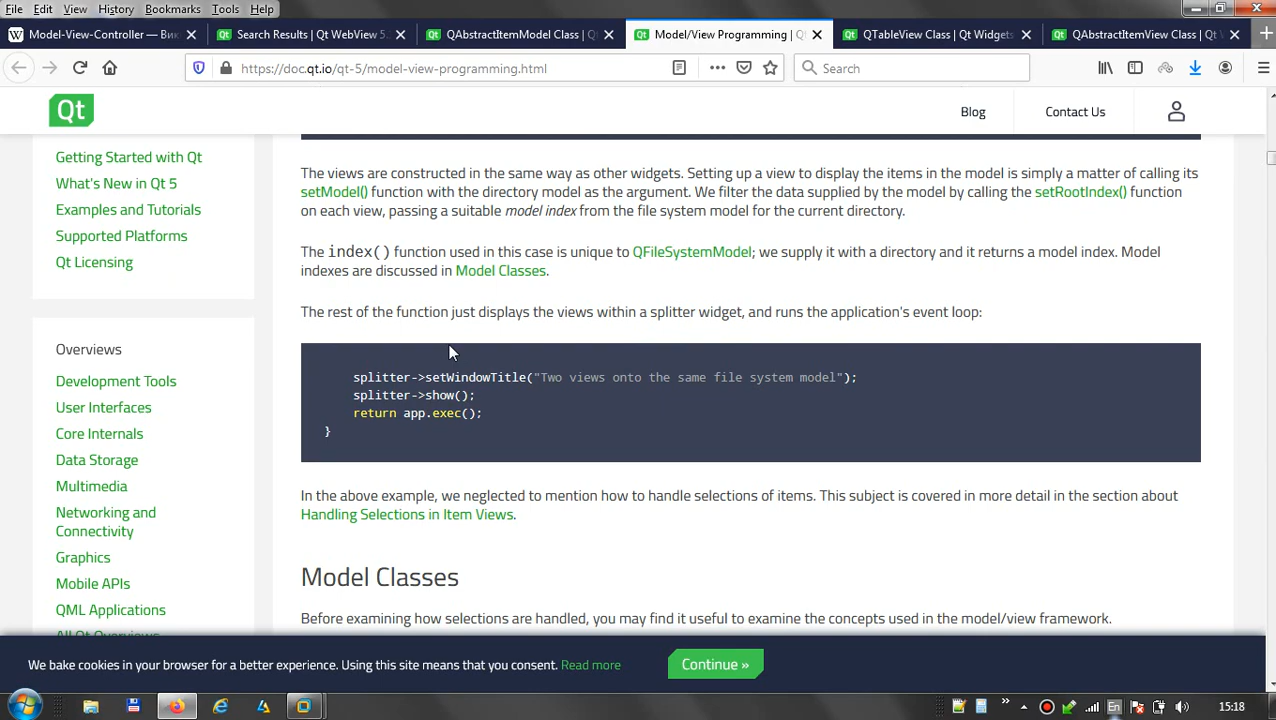 File Edit View History Bookmarks Tools Help
Model-View-Controller — Вик
Search Results | Qt WebView 5.
QAbstractItemModel Class | Qt
Model/View Programming | Qt
QTableView Class | Qt Widgets
QAbstractItemView Class | Qt W
https://doc.qt.io/qt-5/model-view-programming.html
Search
Qt
Blog
Contact Us
Getting Started with Qt
What's New in Qt 5
Examples and Tutorials
Supported Platforms
Qt Licensing
Overviews
Development Tools
User Interfaces
Core Internals
Data Storage
Multimedia
Networking and
Connectivity
Graphics
Mobile APIs
QML Applications
All Qt Overviews
The views are constructed in the same way as other widgets. Setting up a view to display the items in the model is simply a matter of calling its
setModel() function with the directory model as the argument. We filter the data supplied by the model by calling the setRootIndex() function
on each view, passing a suitable model index from the file system model for the current directory.
The index() function used in this case is unique to QFileSystemModel; we supply it with a directory and it returns a model index. Model
indexes are discussed in Model Classes.
The rest of the function just displays the views within a splitter widget, and runs the application's event loop:
splitter->setWindowTitle("Two views onto the same file system model");
splitter->show();
return app.exec();
}
In the above example, we neglected to mention how to handle selections of items. This subject is covered in more detail in the section about
Handling Selections in Item Views.
Model Classes
Before examining how selections are handled, you may find it useful to examine the concepts used in the model/view framework.
We bake cookies in your browser for a better experience. Using this site means that you consent. Read more
Continue »
En
15:18